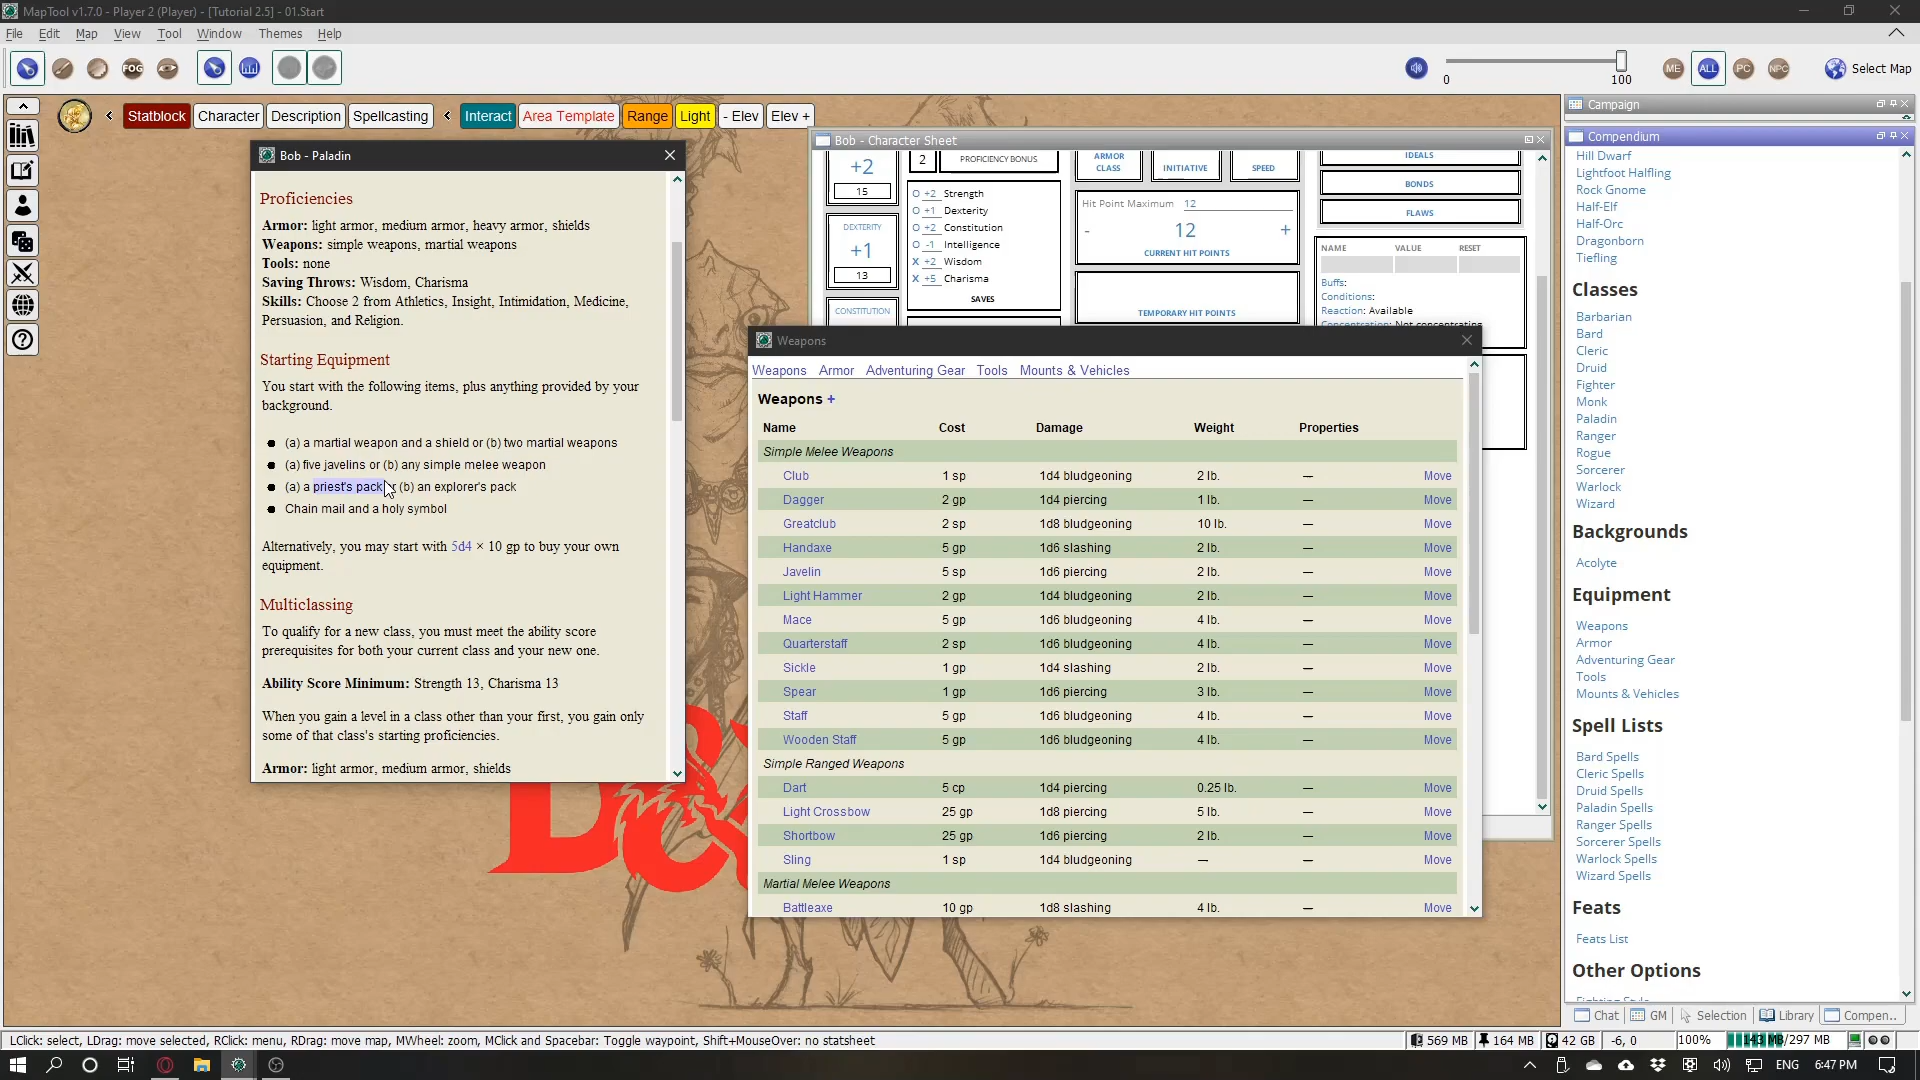 MapTool v1.7.0 - Player 2 (Player) - [Tutorial 2.5] - 01.Start
File Edit Map View Tool Window Themes Help
FOG
0 100
ME ALL PC NPC Select Map
Statblock Character Description Spellcasting Interact Area Template Range Light - Elev Elev +
Bob - Paladin
Proficiencies
Armor: light armor, medium armor, heavy armor, shields
Weapons: simple weapons, martial weapons
Tools: none
Saving Throws: Wisdom, Charisma
Skills: Choose 2 from Athletics, Insight, Intimidation, Medicine,
Persuasion, and Religion.
Starting Equipment
You start with the following items, plus anything provided by your
background.
(a) a martial weapon and a shield or (b) two martial weapons
(a) five javelins or (b) any simple melee weapon
(a) a priest's pack (b) an explorer's pack
Chain mail and a holy symbol
Alternatively, you may start with 5d4 × 10 gp to buy your own
equipment.
Multiclassing
To qualify for a new class, you must meet the ability score
prerequisites for both your current class and your new one.
Ability Score Minimum: Strength 13, Charisma 13
When you gain a level in a class other than your first, you gain only
some of that class's starting proficiencies.
Armor: light armor, medium armor, shields
Bob - Character Sheet
+2
15
DEXTERITY
+1
13
CONSTITUTION
2 PROFICIENCY BONUS
O +2 Strength
O +1 Dexterity
O +2 Constitution
O -1 Intelligence
X +2 Wisdom
X +5 Charisma
SAVES
ARMOR
CLASS
INITIATIVE
SPEED
Hit Point Maximum 12
- 12 +
CURRENT HIT POINTS
TEMPORARY HIT POINTS
IDEALS
BONDS
FLAWS
NAME VALUE RESET
Buffs:
Conditions:
Reaction: Available
Concentration: Not concentrating
Weapons
Weapons Armor Adventuring Gear Tools Mounts & Vehicles
Weapons +
Name Cost Damage Weight Properties
Simple Melee Weapons
Club 1 sp 1d4 bludgeoning 2 lb. — Move
Dagger 2 gp 1d4 piercing 1 lb. — Move
Greatclub 2 sp 1d8 bludgeoning 10 lb. — Move
Handaxe 5 gp 1d6 slashing 2 lb. — Move
Javelin 5 sp 1d6 piercing 2 lb. — Move
Light Hammer 2 gp 1d4 bludgeoning 2 lb. — Move
Mace 5 gp 1d6 bludgeoning 4 lb. — Move
Quarterstaff 2 sp 1d6 bludgeoning 4 lb. — Move
Sickle 1 gp 1d4 slashing 2 lb. — Move
Spear 1 gp 1d6 piercing 3 lb. — Move
Staff 5 gp 1d6 bludgeoning 4 lb. — Move
Wooden Staff 5 gp 1d6 bludgeoning 4 lb. — Move
Simple Ranged Weapons
Dart 5 cp 1d4 piercing 0.25 lb. — Move
Light Crossbow 25 gp 1d8 piercing 5 lb. — Move
Shortbow 25 gp 1d6 piercing 2 lb. — Move
Sling 1 sp 1d4 bludgeoning — — Move
Martial Melee Weapons
Battleaxe 10 gp 1d8 slashing 4 lb. — Move
Campaign
Compendium
Hill Dwarf
Lightfoot Halfling
Rock Gnome
Half-Elf
Half-Orc
Dragonborn
Tiefling
Classes
Barbarian
Bard
Cleric
Druid
Fighter
Monk
Paladin
Ranger
Rogue
Sorcerer
Warlock
Wizard
Backgrounds
Acolyte
Equipment
Weapons
Armor
Adventuring Gear
Tools
Mounts & Vehicles
Spell Lists
Bard Spells
Cleric Spells
Druid Spells
Paladin Spells
Ranger Spells
Sorcerer Spells
Warlock Spells
Wizard Spells
Feats
Feats List
Other Options
Fighting Style
Chat GM Selection Library Compen..
LClick: select, LDrag: move selected, RClick: menu, RDrag: move map, MWheel: zoom, MClick and Spacebar: Toggle waypoint, Shift+MouseOver: no statsheet
569 MB 164 MB 42 GB -6, 0 100% 143 MB/297 MB
ENG 6:47 PM